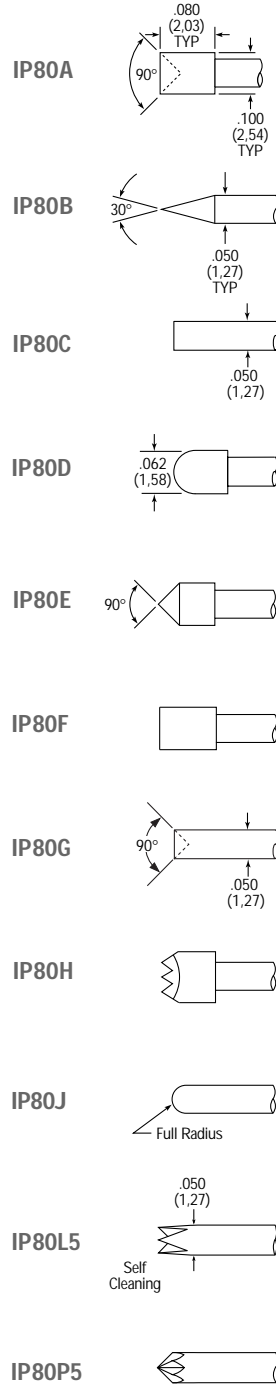 IP80A
.080
(2,03)
TYP
90°
.100
(2,54)
TYP
IP80B
30°
.050
(1,27)
TYP
IP80C
.050
(1,27)
IP80D
.062
(1,58)
IP80E
90°
IP80F
IP80G
90°
.050
(1,27)
IP80H
IP80J
Full Radius
IP80L5
.050
(1,27)
Self
Cleaning
IP80P5